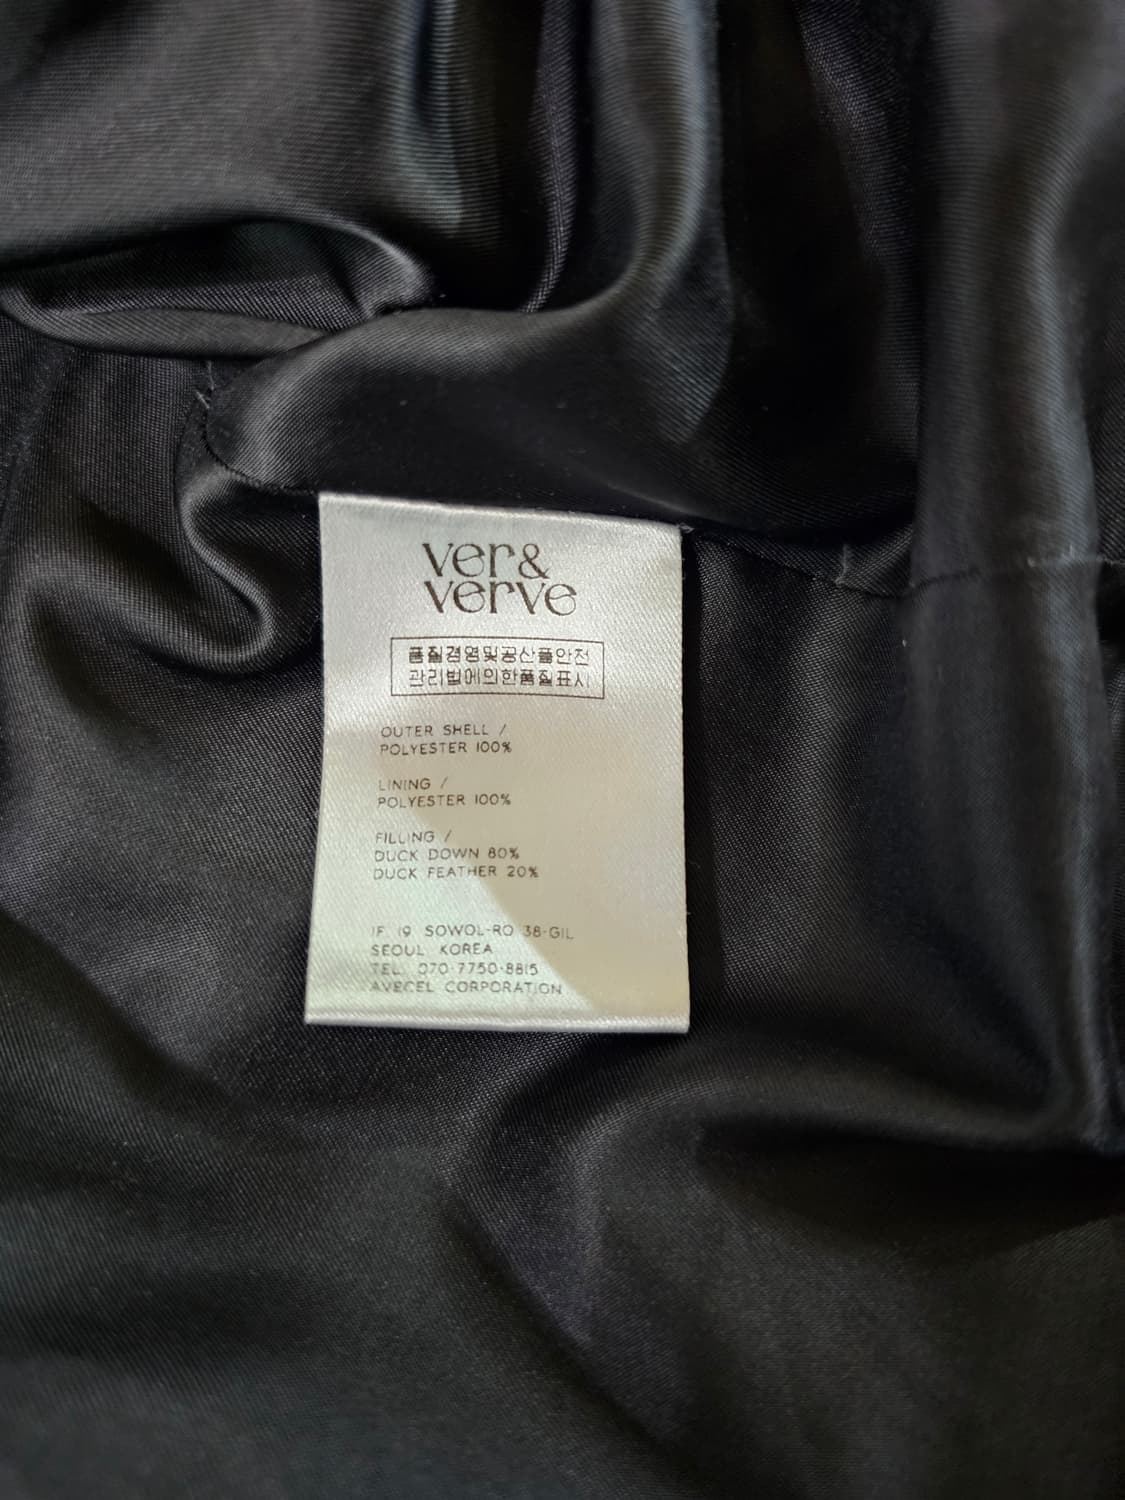 ver&
verve
품질경영및공산품안전
관리법에의한품질표시
OUTER SHELL /
POLYESTER 100%
LINING /
POLYESTER 100%
FILLING /
DUCK DOWN 80%
DUCK FEATHER 20%
1F, 19 SOWOL-RO 38-GIL
SEOUL KOREA
TEL. 070-7750-8815
AVECEL CORPORATION